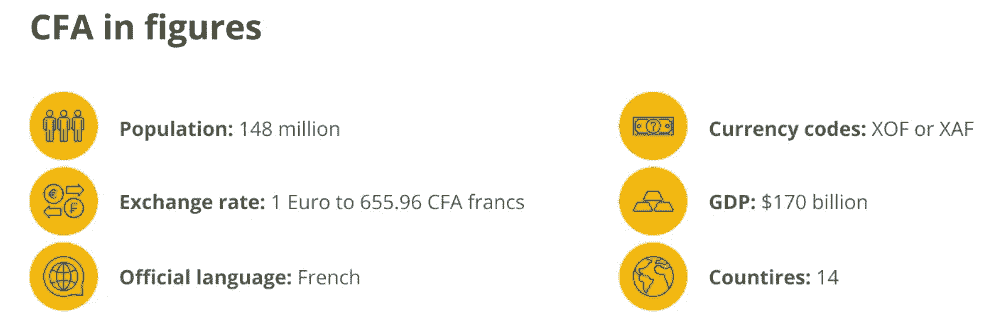 CFA in figures
Population: 148 million
Currency codes: XOF or XAF
Exchange rate: 1 Euro to 655.96 CFA francs
GDP: $170 billion
Official language: French
Countires: 14